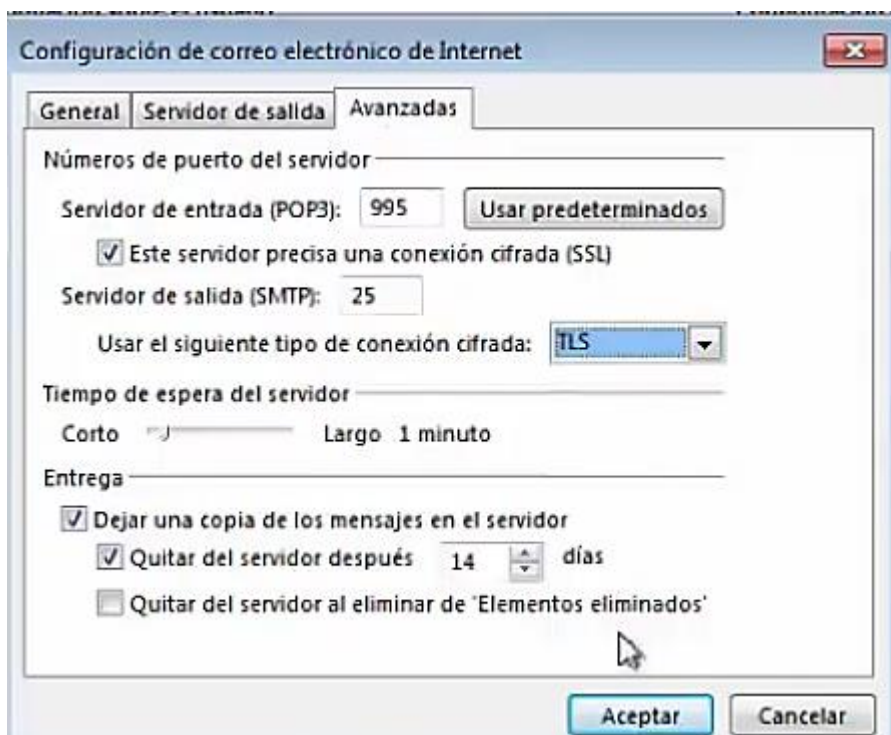 Configuración de correo electrónico de Internet
General Servidor de salida Avanzadas
Números de puerto del servidor
Servidor de entrada (POP3): 995 Usar predeterminados
Este servidor precisa una conexión cifrada (SSL)
Servidor de salida (SMTP): 25
Usar el siguiente tipo de conexión cifrada: TLS
Tiempo de espera del servidor
Corto Largo 1 minuto
Entrega
Dejar una copia de los mensajes en el servidor
Quitar del servidor después 14 días
Quitar del servidor al eliminar de 'Elementos eliminados'
Aceptar Cancelar